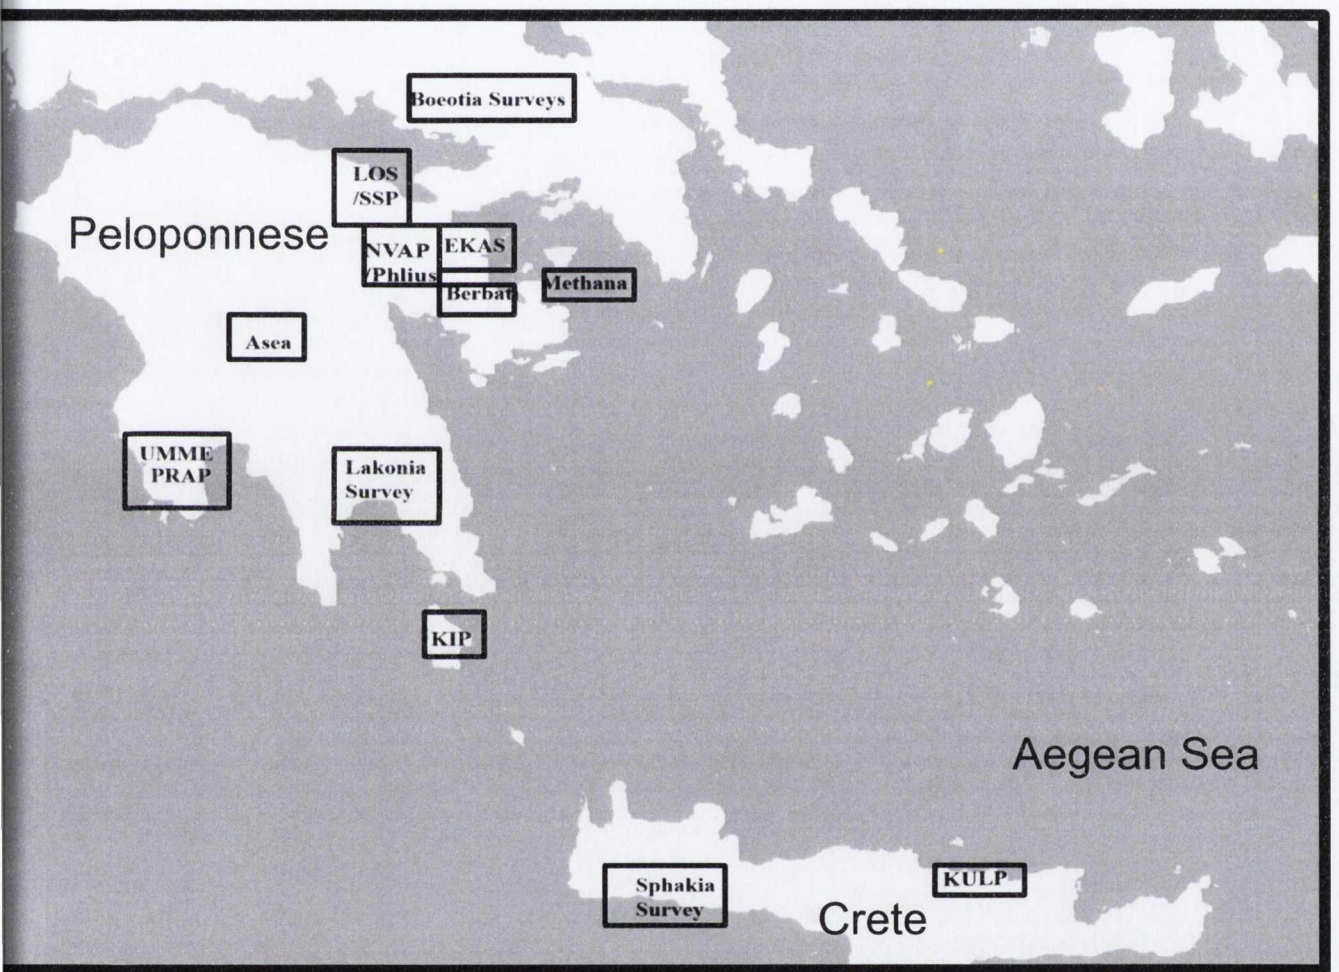 Boeotia Surveys
LOS
/SSP
Peloponnese
NVAP
/Phlius
EKAS
Berbati
Methana
Asea
UMME
PRAP
Lakonia
Survey
KIP
Aegean Sea
Sphakia
Survey
KULP
Crete